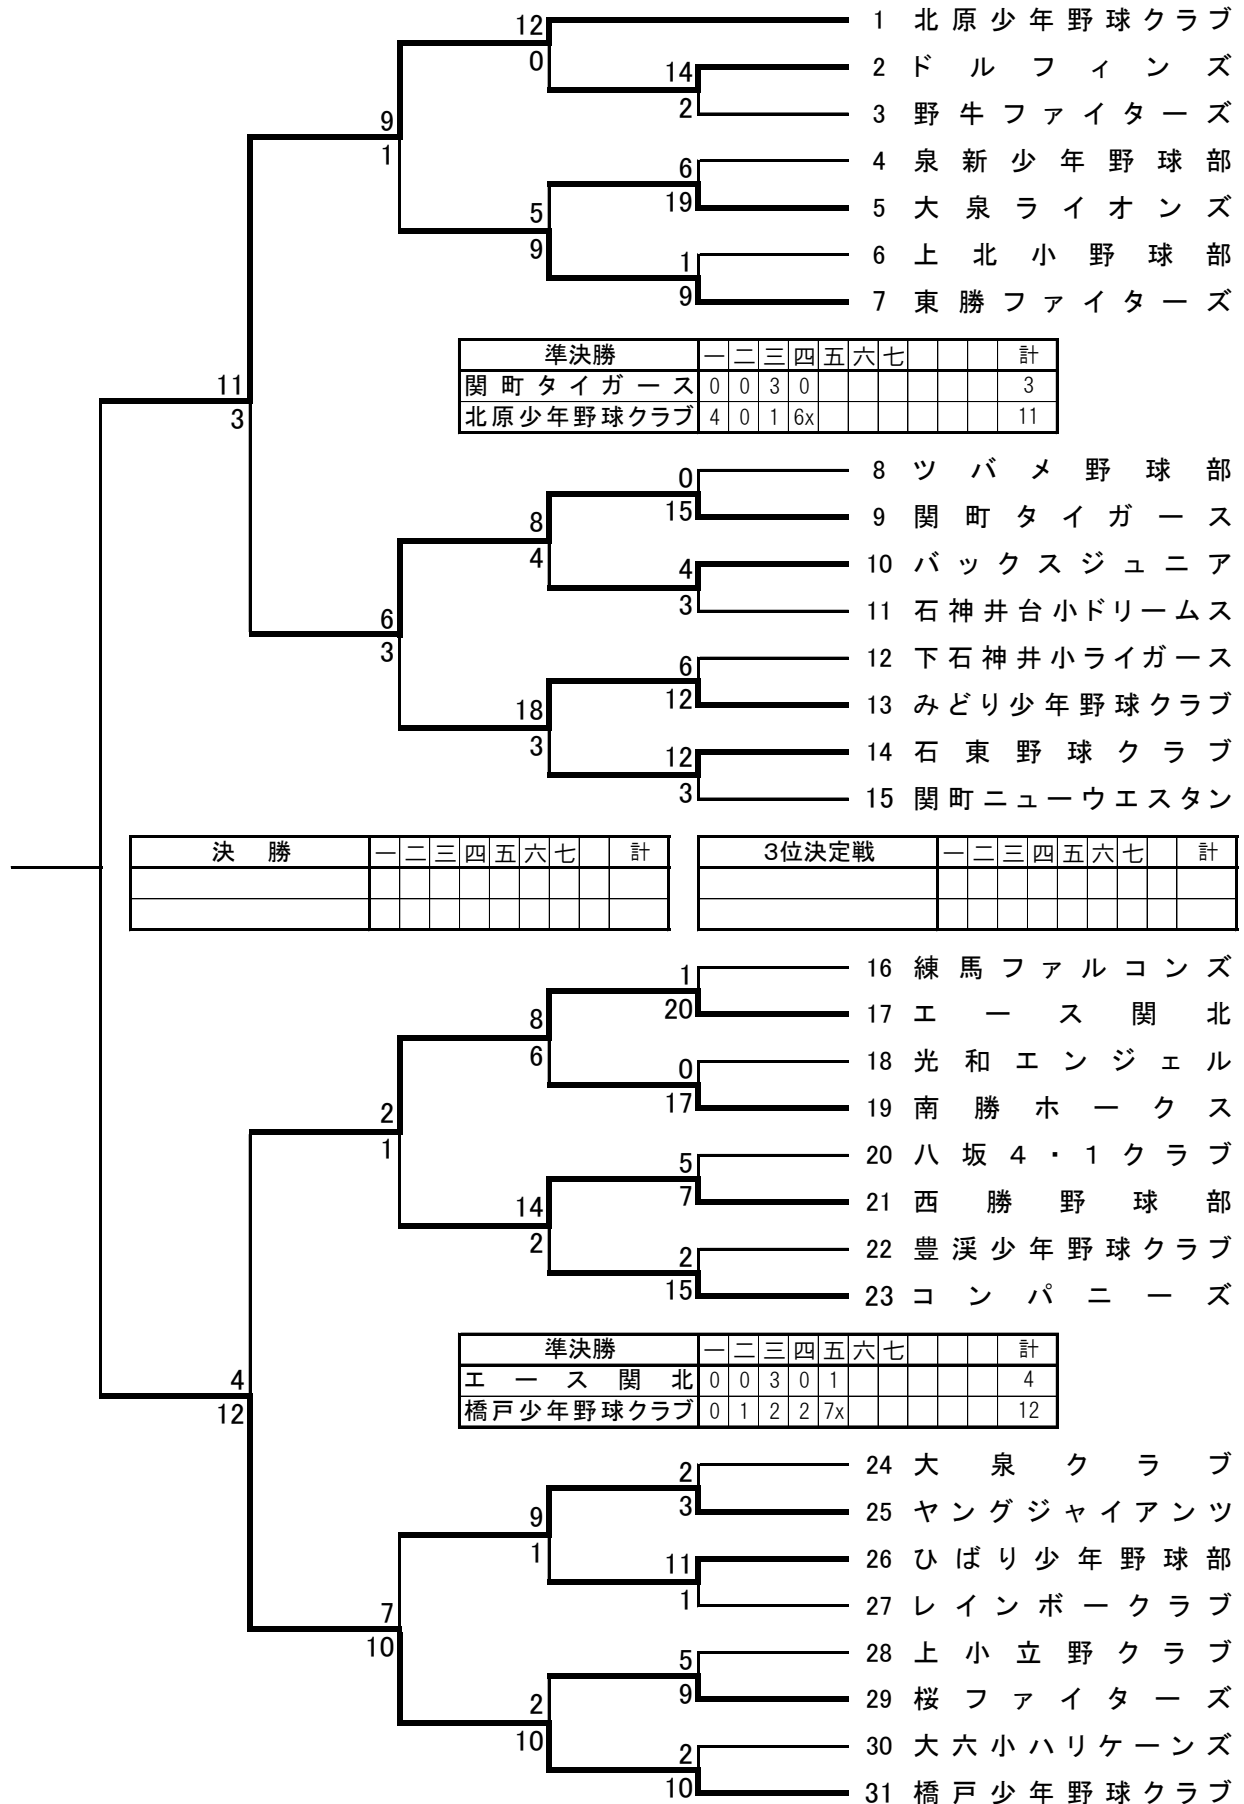 12 1 北原少年野球クラブ
0 14 2 ドルフィンズ
2 3 野牛ファイターズ
9
1 6 4 泉新少年野球部
5 19 5 大泉ライオンズ
9 1 6 上北小野球部
9 7 東勝ファイターズ
準決勝 一 二 三 四 五 六 七 計
関町タイガース 0 0 3 0 3
北原少年野球クラブ 4 0 1 6x 11
11
3
0 8 ツバメ野球部
8 15 9 関町タイガース
4 4 10 バックスジュニア
3 11 石神井台小ドリームス
6
3 6 12 下石神井小ライガース
18 12 13 みどり少年野球クラブ
3 12 14 石東野球クラブ
3 15 関町ニューウエスタン
決勝 一 二 三 四 五 六 七 計
3位決定戦 一 二 三 四 五 六 七 計
1 16 練馬ファルコンズ
8 20 17 エース関北
6 0 18 光和エンジェル
17 19 南勝ホークス
2
1 5 20 八坂4・1クラブ
14 7 21 西勝野球部
2 2 22 豊渓少年野球クラブ
15 23 コンパニーズ
準決勝 一 二 三 四 五 六 七 計
エース関北 0 0 3 0 1 4
橋戸少年野球クラブ 0 1 2 2 7x 12
4
12
2 24 大泉クラブ
9 3 25 ヤングジャイアンツ
1 11 26 ひばり少年野球部
1 27 レインボークラブ
7
10 5 28 上小立野クラブ
2 9 29 桜ファイターズ
10 2 30 大六小ハリケーンズ
10 31 橋戸少年野球クラブ